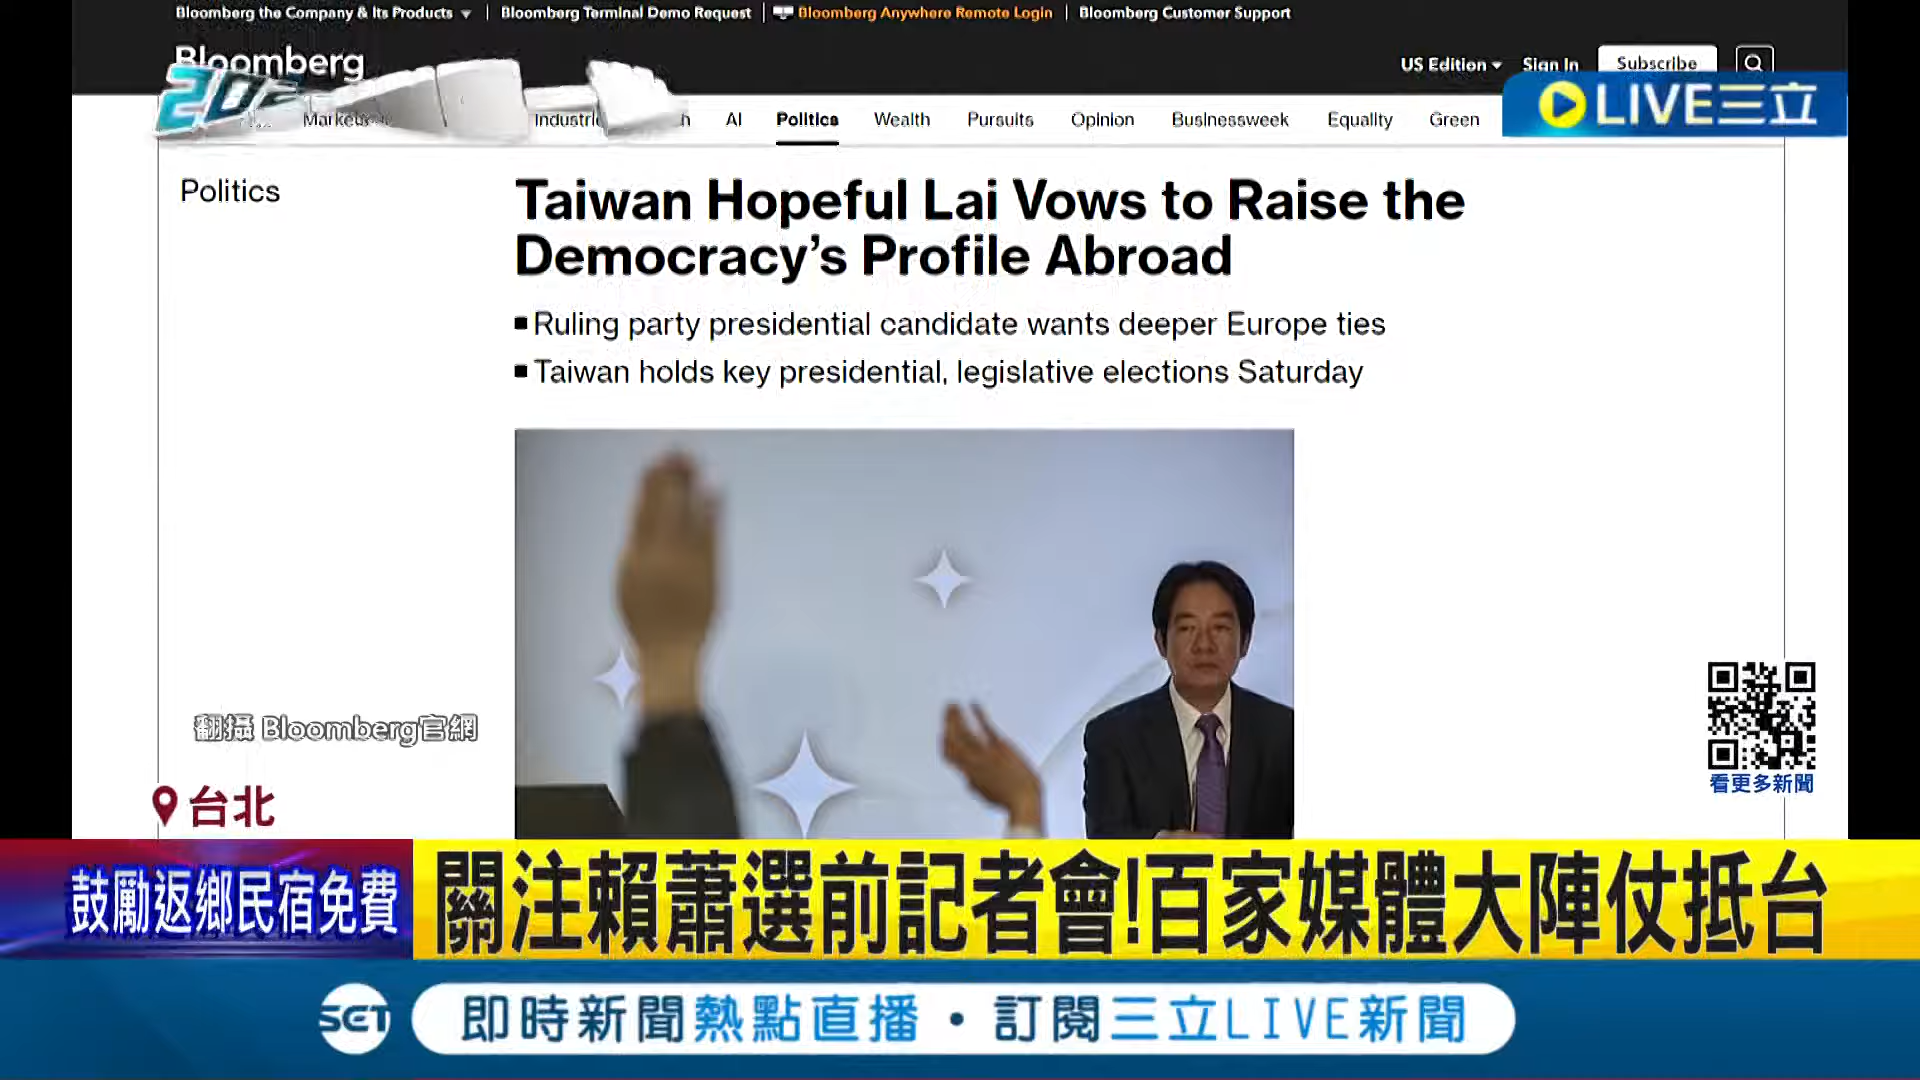 Bloomberg the Company & Its Products
Bloomberg Terminal Demo Request
Bloomberg Anywhere Remote Login
Bloomberg Customer Support
Bloomberg
US Edition
Sign In
Subscribe
AI
Politics
Wealth
Pursuits
Opinion
Businessweek
Equality
Green
LIVE三立
Politics
Taiwan Hopeful Lai Vows to Raise the
Democracy’s Profile Abroad
Ruling party presidential candidate wants deeper Europe ties
Taiwan holds key presidential, legislative elections Saturday
翻攝 Bloomberg官網
看更多新聞
台北
鼓勵返鄉民宿免費
關注賴蕭選前記者會!百家媒體大陣仗抵台
SET
即時新聞熱點直播・訂閱三立LIVE新聞